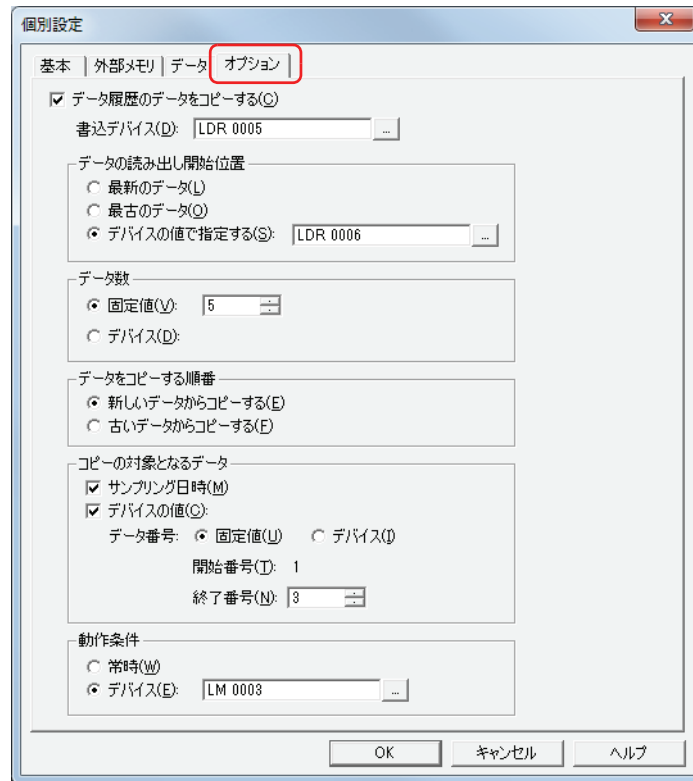 個別設定
基本 外部メモリ データ オプション
データ履歴のデータをコピーする(C)
書込デバイス(D): LDR 0005 ...
データの読み出し開始位置
最新のデータ(L)
最古のデータ(O)
デバイスの値で指定する(S): LDR 0006 ...
データ数
固定値(V): 5
デバイス(D):
データをコピーする順番
新しいデータからコピーする(E)
古いデータからコピーする(F)
コピーの対象となるデータ
サンプリング日時(M)
デバイスの値(C):
データ番号: 固定値(U) デバイス(I)
開始番号(T): 1
終了番号(N): 3
動作条件
常時(W)
デバイス(E): LM 0003 ...
OK キャンセル ヘルプ